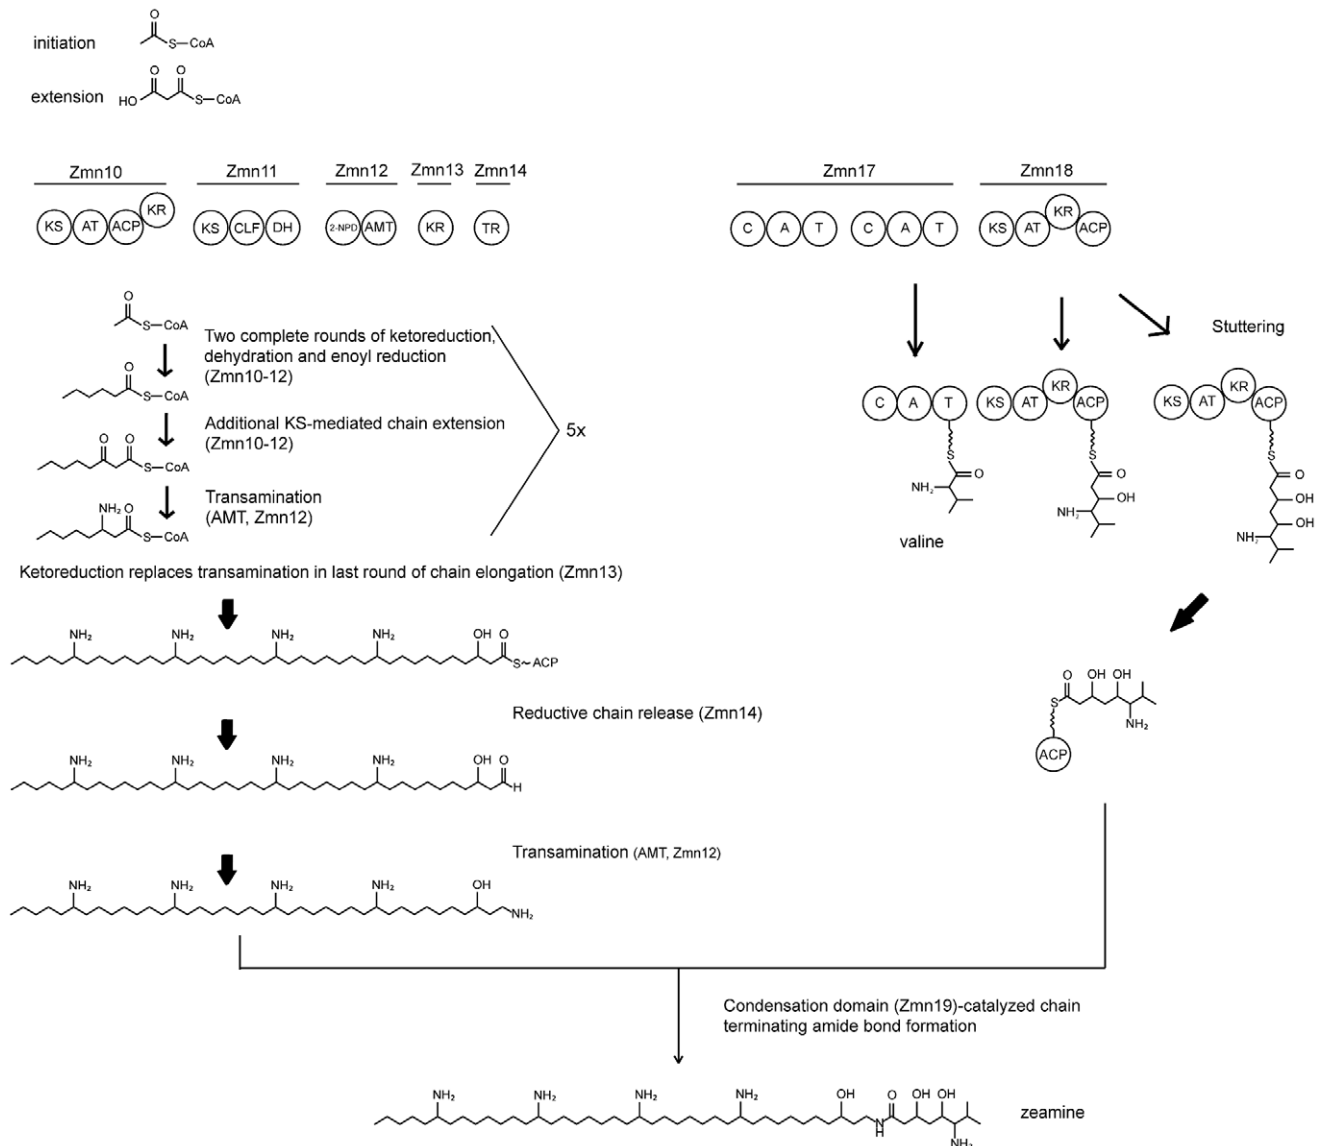 initiation
O
S—CoA
extension
O O
HO S—CoA
Zmn10 Zmn11 Zmn12 Zmn13 Zmn14 Zmn17 Zmn18
KS AT ACP KR KS CLF DH 2-NPD AMT KR TR C A T C A T KS AT KR ACP
O
S—CoA
Two complete rounds of ketoreduction,
dehydration and enoyl reduction
(Zmn10-12)
Stuttering
O
S—CoA
Additional KS-mediated chain extension
(Zmn10-12)
5x
C A T KS AT KR ACP KS AT KR ACP
O O
S—CoA
Transamination
(AMT, Zmn12)
NH₂ O
S—CoA
S
O
NH₂
valine
S
O
OH
NH₂
S
O
OH
OH
NH₂
Ketoreduction replaces transamination in last round of chain elongation (Zmn13)
NH₂ NH₂ NH₂ NH₂ OH O
S~ACP
Reductive chain release (Zmn14)
O OH OH
S
NH₂
ACP
NH₂ NH₂ NH₂ NH₂ OH O
H
Transamination (AMT, Zmn12)
NH₂ NH₂ NH₂ NH₂ OH
NH₂
Condensation domain (Zmn19)-catalyzed chain
terminating amide bond formation
NH₂ NH₂ NH₂ NH₂ OH O OH OH
N
H
NH₂
zeamine